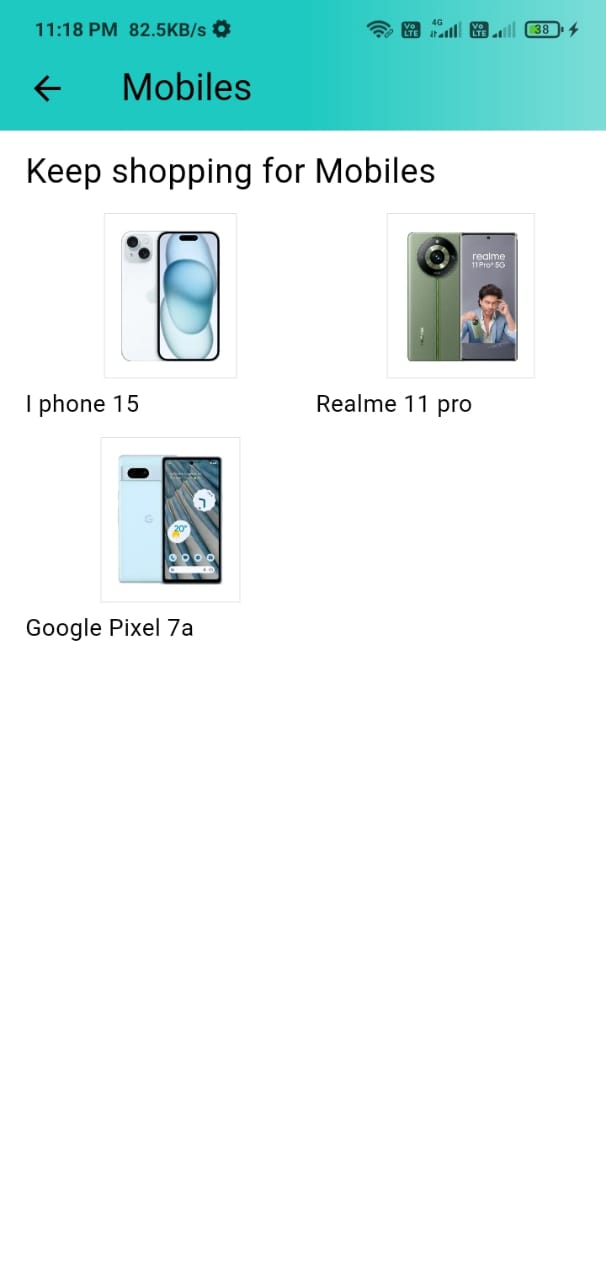 11:18 PM 82.5KB/s
Vo LTE 4G Vo LTE 38
Mobiles
Keep shopping for Mobiles
realme
11 Pro+ 5G
I phone 15
Realme 11 pro
G
20°
Google Pixel 7a